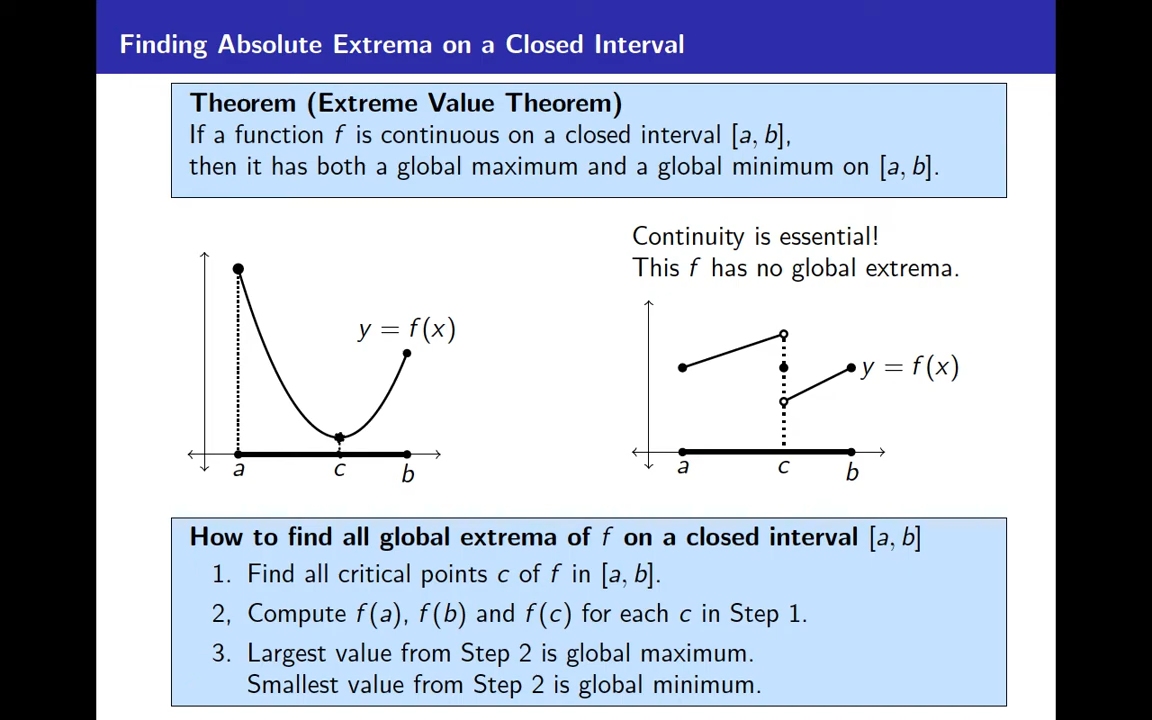 Finding Absolute Extrema on a Closed Interval
Theorem (Extreme Value Theorem)
If a function f is continuous on a closed interval [a, b],
then it has both a global maximum and a global minimum on [a, b].
y = f(x)
a
c
b
Continuity is essential!
This f has no global extrema.
y = f(x)
a
c
b
How to find all global extrema of f on a closed interval [a, b]
1. Find all critical points c of f in [a, b].
2, Compute f(a), f(b) and f(c) for each c in Step 1.
3. Largest value from Step 2 is global maximum.
Smallest value from Step 2 is global minimum.